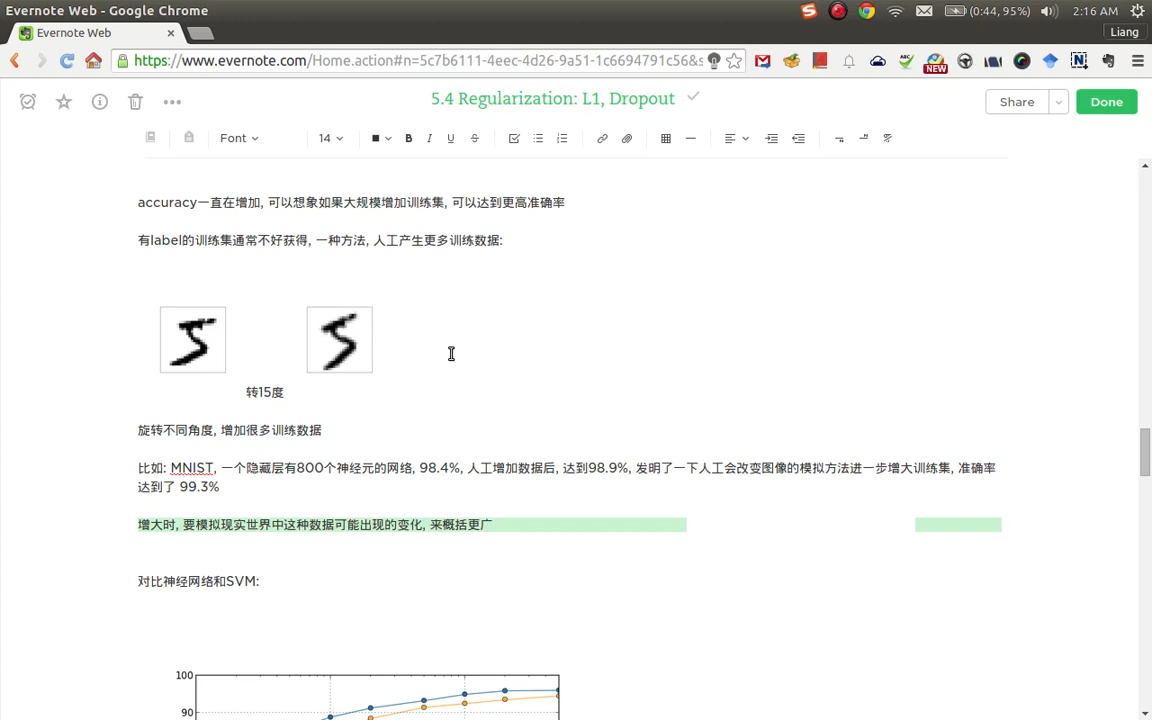 Evernote Web - Google Chrome
(0:44, 95%)
2:16 AM
Evernote Web
Liang
https://www.evernote.com/Home.action#n=5c7b6111-4eec-4d26-9a51-1c6694791c56&s
NEW
5.4 Regularization: L1, Dropout
Share
Done
Font
14
B I U S
accuracy一直在增加, 可以想象如果大规模增加训练集, 可以达到更高准确率
有label的训练集通常不好获得, 一种方法, 人工产生更多训练数据:
5 5
转15度
旋转不同角度, 增加很多训练数据
比如: MNIST, 一个隐藏层有800个神经元的网络, 98.4%, 人工增加数据后, 达到98.9%, 发明了一下人工会改变图像的模拟方法进一步增大训练集, 准确率
达到了 99.3%
增大时, 要模拟现实世界中这种数据可能出现的变化, 来概括更广
对比神经网络和SVM:
100
90